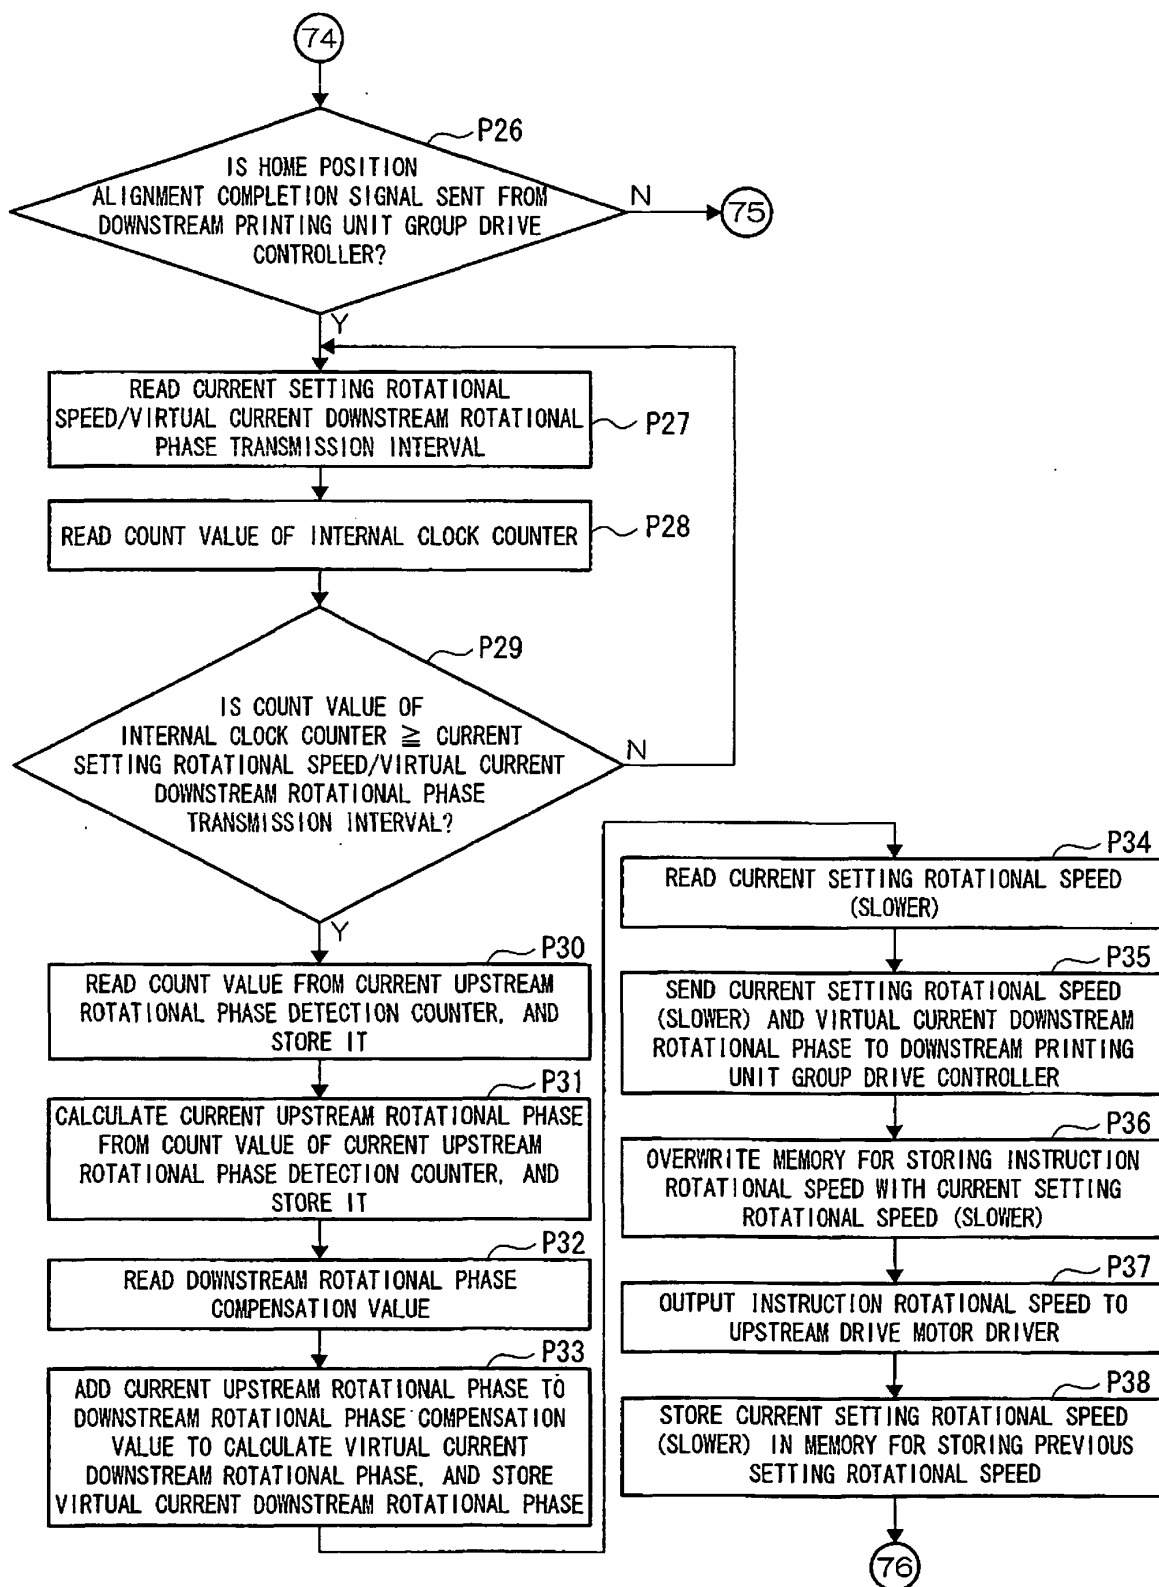 74
P26
IS HOME POSITION
ALIGNMENT COMPLETION SIGNAL SENT FROM
DOWNSTREAM PRINTING UNIT GROUP DRIVE
CONTROLLER?
N
75
Y
READ CURRENT SETTING ROTATIONAL
SPEED/VIRTUAL CURRENT DOWNSTREAM ROTATIONAL
PHASE TRANSMISSION INTERVAL
P27
READ COUNT VALUE OF INTERNAL CLOCK COUNTER
P28
P29
IS COUNT VALUE OF
INTERNAL CLOCK COUNTER ≧ CURRENT
SETTING ROTATIONAL SPEED/VIRTUAL CURRENT
DOWNSTREAM ROTATIONAL PHASE
TRANSMISSION INTERVAL?
N
Y
P30
READ COUNT VALUE FROM CURRENT UPSTREAM
ROTATIONAL PHASE DETECTION COUNTER, AND
STORE IT
P31
CALCULATE CURRENT UPSTREAM ROTATIONAL PHASE
FROM COUNT VALUE OF CURRENT UPSTREAM
ROTATIONAL PHASE DETECTION COUNTER, AND
STORE IT
P32
READ DOWNSTREAM ROTATIONAL PHASE
COMPENSATION VALUE
P33
ADD CURRENT UPSTREAM ROTATIONAL PHASE TO
DOWNSTREAM ROTATIONAL PHASE COMPENSATION
VALUE TO CALCULATE VIRTUAL CURRENT
DOWNSTREAM ROTATIONAL PHASE, AND STORE
VIRTUAL CURRENT DOWNSTREAM ROTATIONAL PHASE
P34
READ CURRENT SETTING ROTATIONAL SPEED
(SLOWER)
P35
SEND CURRENT SETTING ROTATIONAL SPEED
(SLOWER) AND VIRTUAL CURRENT DOWNSTREAM
ROTATIONAL PHASE TO DOWNSTREAM PRINTING
UNIT GROUP DRIVE CONTROLLER
P36
OVERWRITE MEMORY FOR STORING INSTRUCTION
ROTATIONAL SPEED WITH CURRENT SETTING
ROTATIONAL SPEED (SLOWER)
P37
OUTPUT INSTRUCTION ROTATIONAL SPEED TO
UPSTREAM DRIVE MOTOR DRIVER
P38
STORE CURRENT SETTING ROTATIONAL SPEED
(SLOWER) IN MEMORY FOR STORING PREVIOUS
SETTING ROTATIONAL SPEED
76